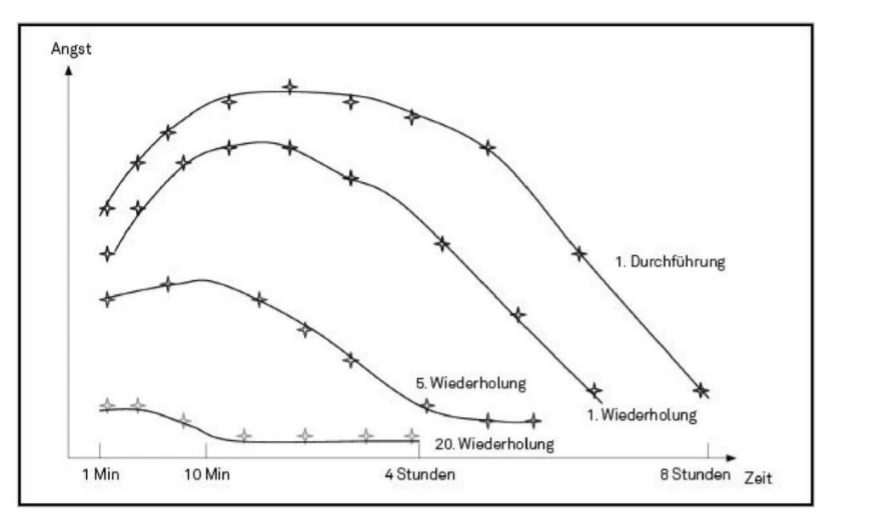 Angst
1. Durchführung
5. Wiederholung
1. Wiederholung
20. Wiederholung
1 Min
10 Min
4 Stunden
8 Stunden
Zeit